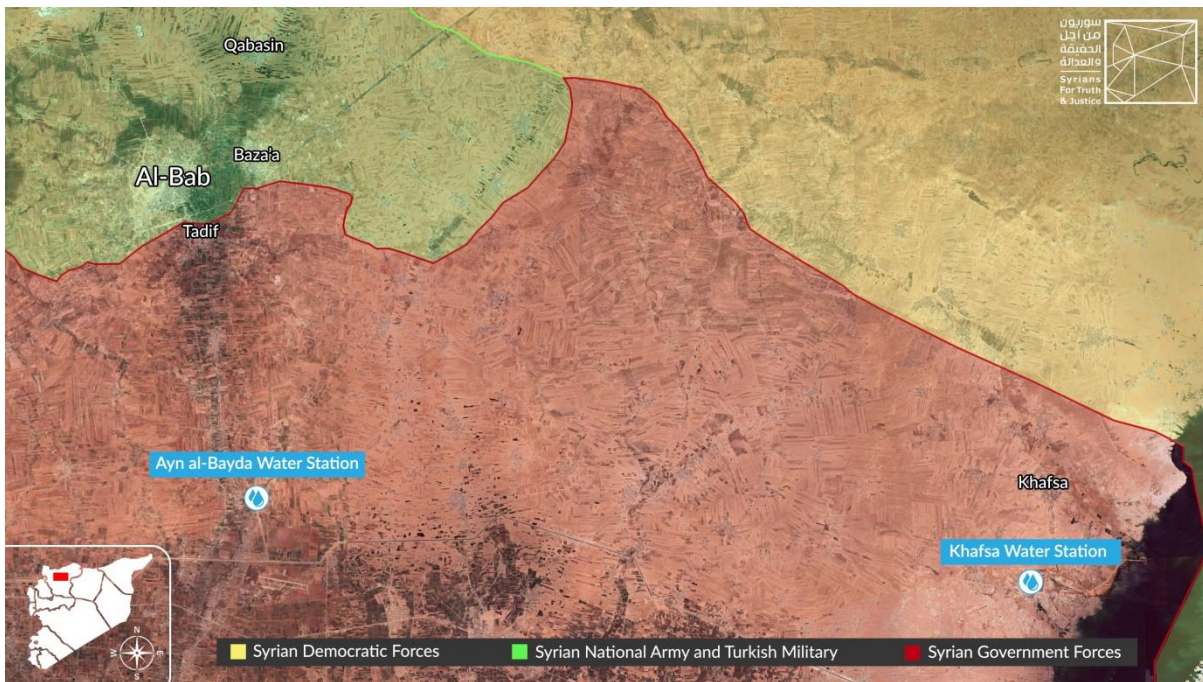 سوريون
من أجل
الحقيقة
والعدالة
Syrians
For Truth
& Justice
Qabasin
Baza'a
Al-Bab
Tadif
Ayn al-Bayda Water Station
Khafsa
Khafsa Water Station
N
W
E
S
Syrian Democratic Forces
Syrian National Army and Turkish Military
Syrian Government Forces